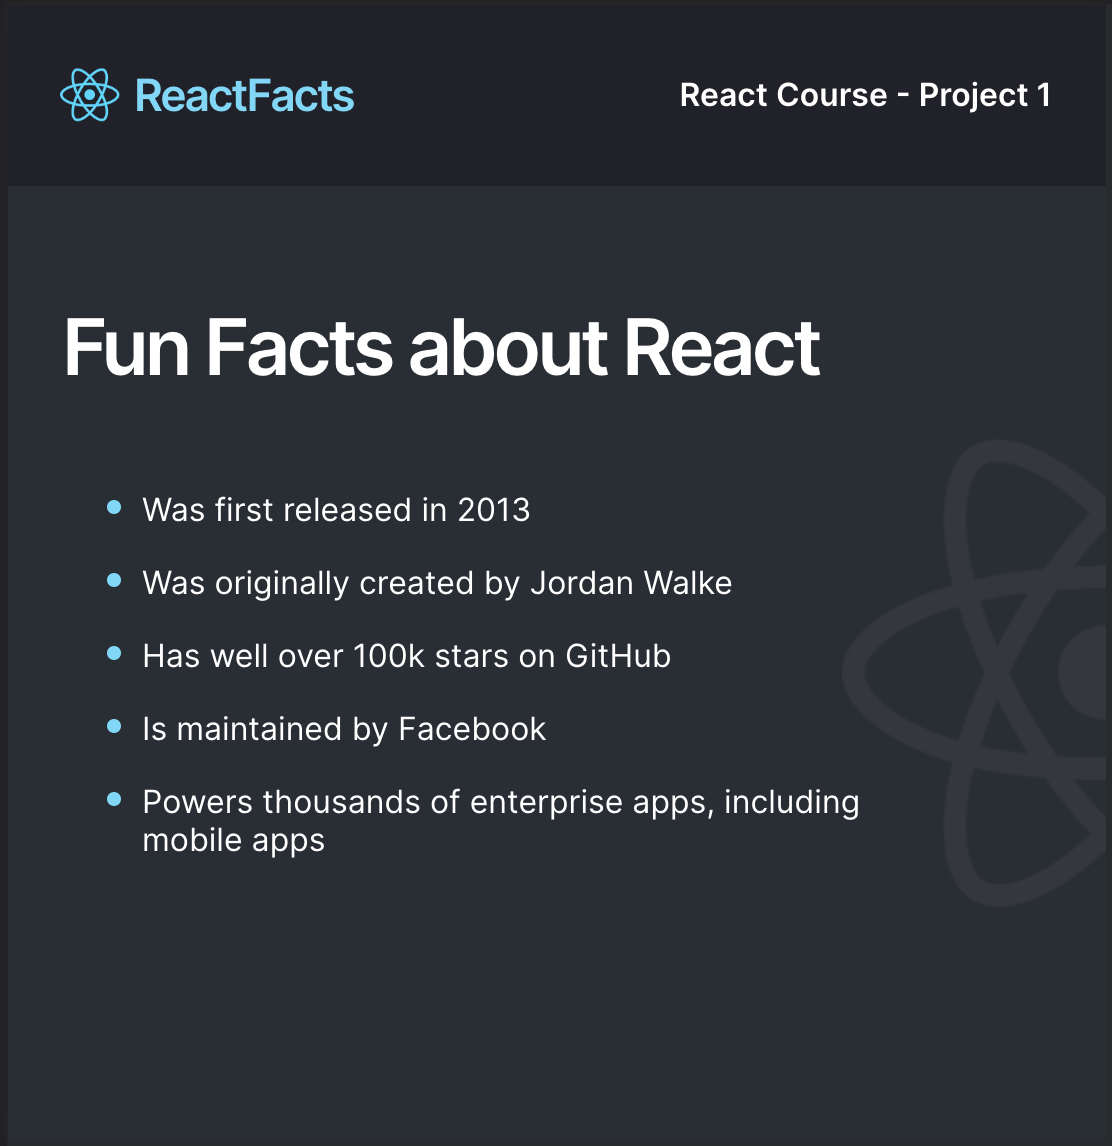 ReactFacts
React Course - Project 1
Fun Facts about React
Was first released in 2013
Was originally created by Jordan Walke
Has well over 100k stars on GitHub
Is maintained by Facebook
Powers thousands of enterprise apps, including
mobile apps